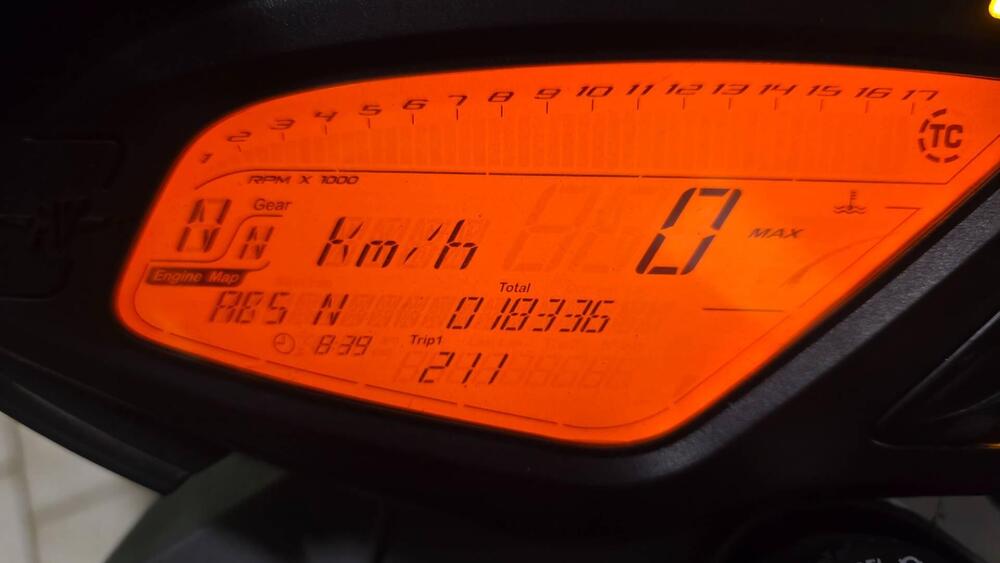 1 2 3 4 5 6 7 8 9 10 11 12 13 14 15 16 17
TC
RPM X 1000
N Gear
N
Km/h 0 MAX
Engine Map
Total
ABS N 018336
8:39 Trip1
21.1